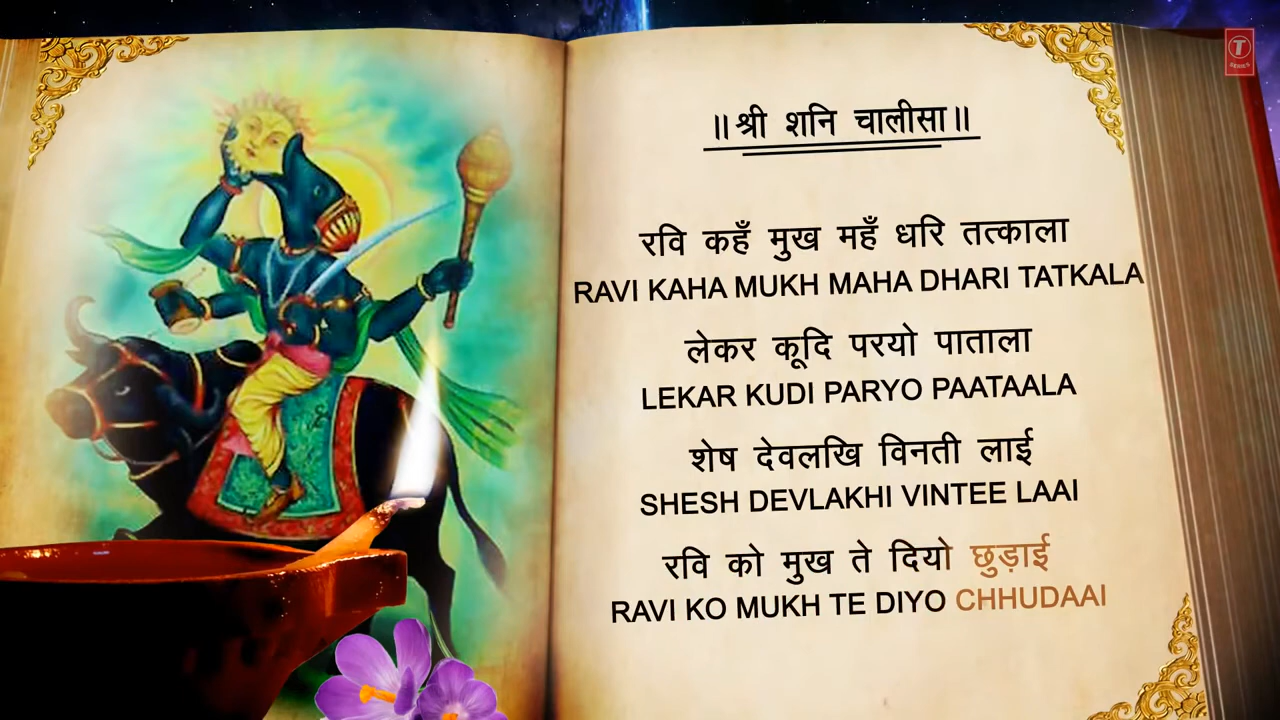 ॥ श्री शनि चालीसा ॥
रवि कहँ मुख महँ धरि तत्काला
RAVI KAHA MUKH MAHA DHARI TATKALA
लेकर कूदि परयो पाताला
LEKAR KUDI PARYO PAATAALA
शेष देवलखि विनती लाई
SHESH DEVLAKHI VINTEE LAAI
रवि को मुख ते दियो छुड़ाई
RAVI KO MUKH TE DIYO CHHUDAAI
T
SERIES